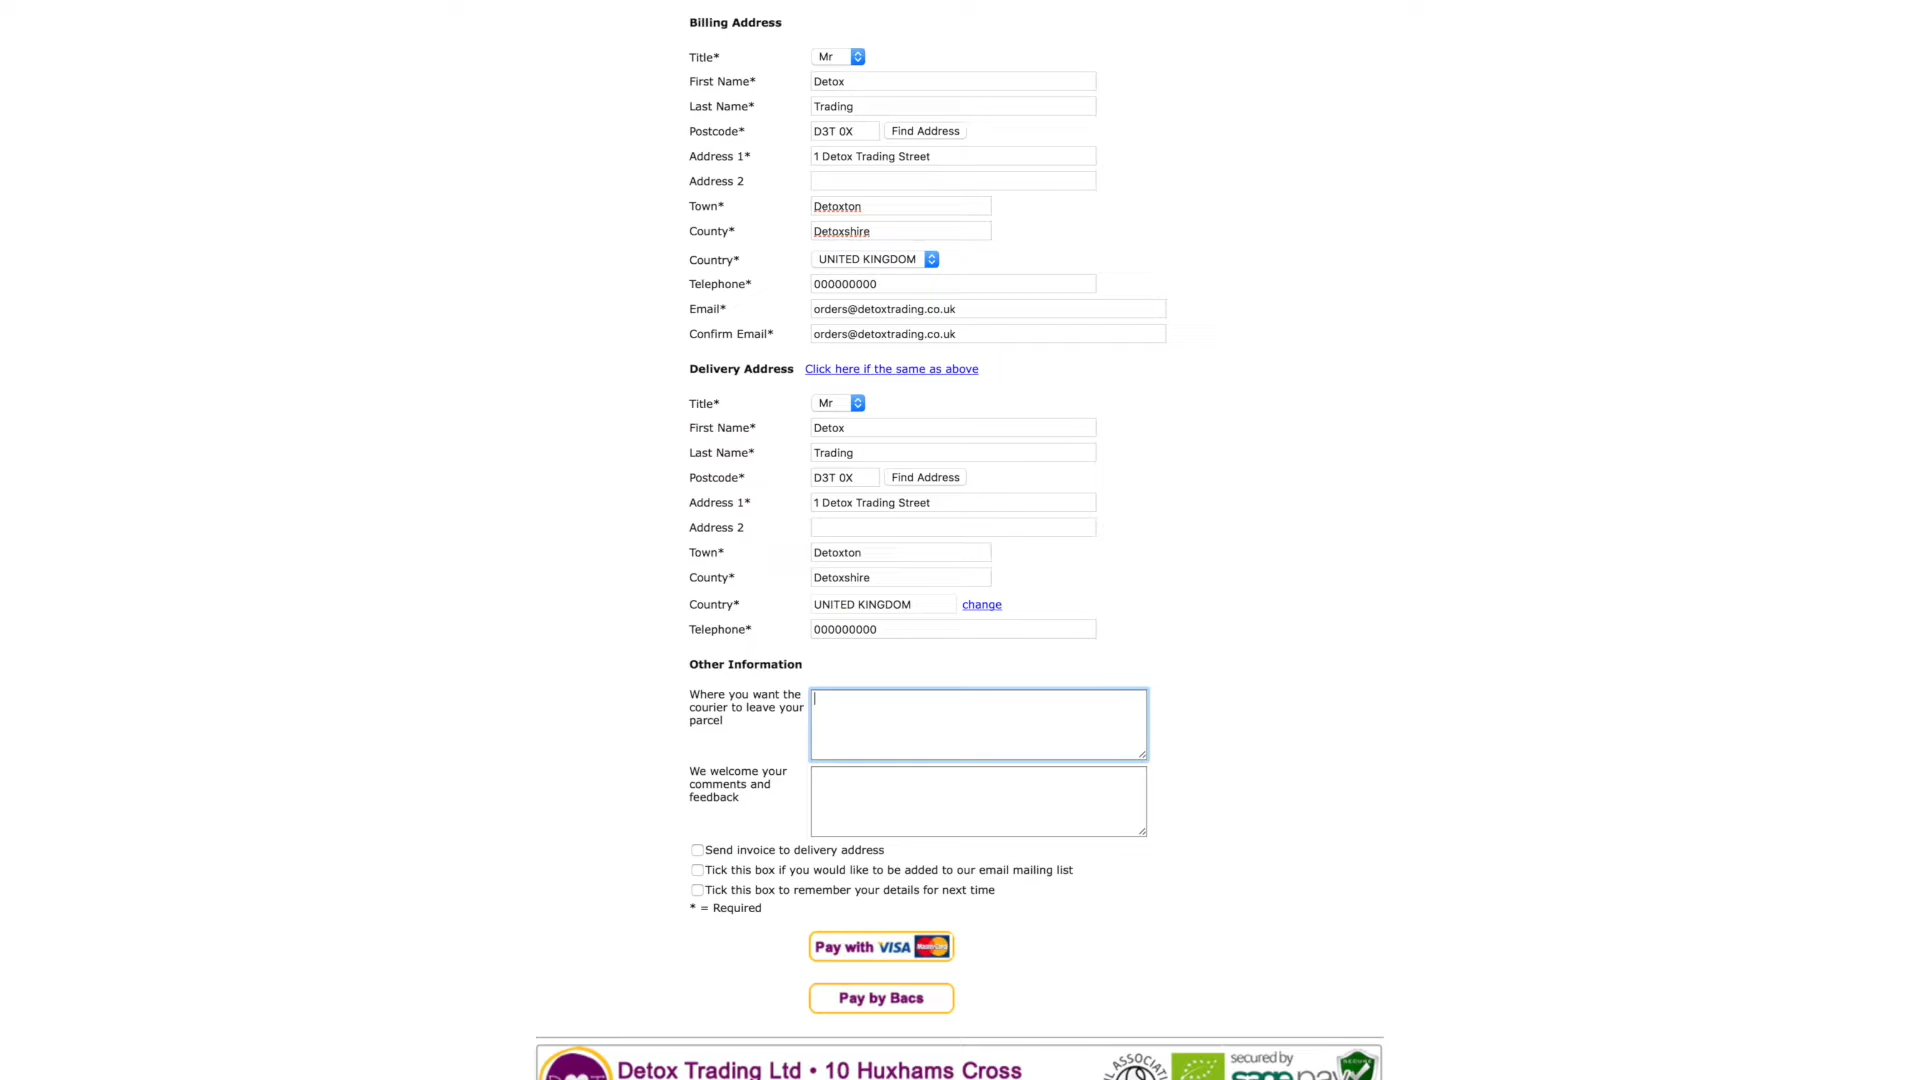 Billing Address
Title* Mr
First Name* Detox
Last Name* Trading
Postcode* D3T 0X Find Address
Address 1* 1 Detox Trading Street
Address 2
Town* Detoxton
County* Detoxshire
Country* UNITED KINGDOM
Telephone* 000000000
Email* orders@detoxtrading.co.uk
Confirm Email* orders@detoxtrading.co.uk
Delivery Address Click here if the same as above
Title* Mr
First Name* Detox
Last Name* Trading
Postcode* D3T 0X Find Address
Address 1* 1 Detox Trading Street
Address 2
Town* Detoxton
County* Detoxshire
Country* UNITED KINGDOM change
Telephone* 000000000
Other Information
Where you want the
courier to leave your
parcel
We welcome your
comments and
feedback
Send invoice to delivery address
Tick this box if you would like to be added to our email mailing list
Tick this box to remember your details for next time
* = Required
Pay with VISA MasterCard
Pay by Bacs
Detox Trading Ltd • 10 Huxhams Cross
secured by
sage pay
SECURE